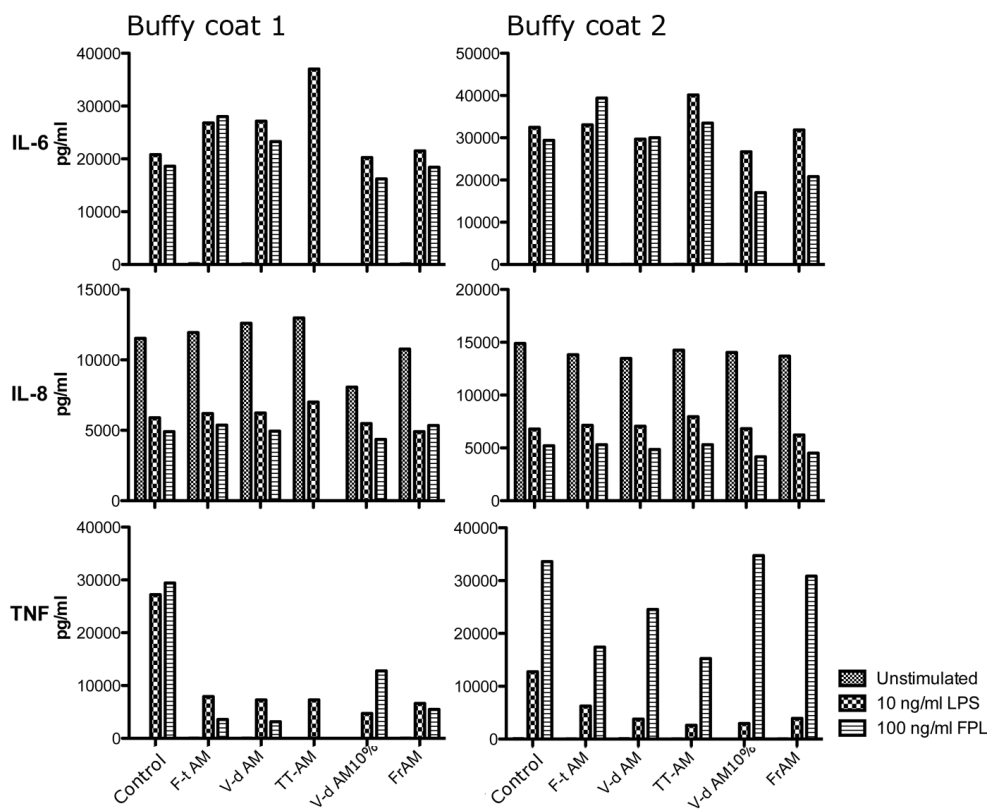 Buffy coat 1
Buffy coat 2
IL-6
pg/ml
40000
30000
20000
10000
0
50000
40000
30000
20000
10000
0
IL-8
pg/ml
15000
10000
5000
0
20000
15000
10000
5000
0
TNF
pg/ml
40000
30000
20000
10000
0
40000
30000
20000
10000
0
Control
F-t AM
V-d AM
TT-AM
V-d AM10%
FrAM
Control
F-t AM
V-d AM
TT-AM
V-d AM10%
FrAM
Unstimulated
10 ng/ml LPS
100 ng/ml FPL